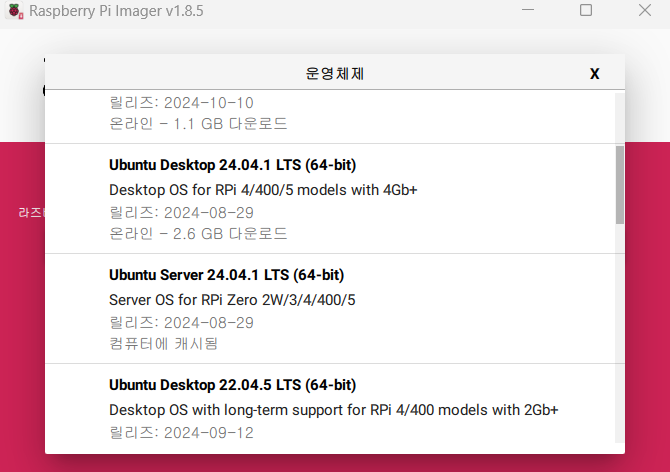 Raspberry Pi Imager v1.8.5
운영체제
X
릴리즈: 2024-10-10
온라인 - 1.1 GB 다운로드
Ubuntu Desktop 24.04.1 LTS (64-bit)
Desktop OS for RPi 4/400/5 models with 4Gb+
릴리즈: 2024-08-29
온라인 - 2.6 GB 다운로드
라즈
Ubuntu Server 24.04.1 LTS (64-bit)
Server OS for RPi Zero 2W/3/4/400/5
릴리즈: 2024-08-29
컴퓨터에 캐시됨
Ubuntu Desktop 22.04.5 LTS (64-bit)
Desktop OS with long-term support for RPi 4/400 models with 2Gb+
릴리즈: 2024-09-12